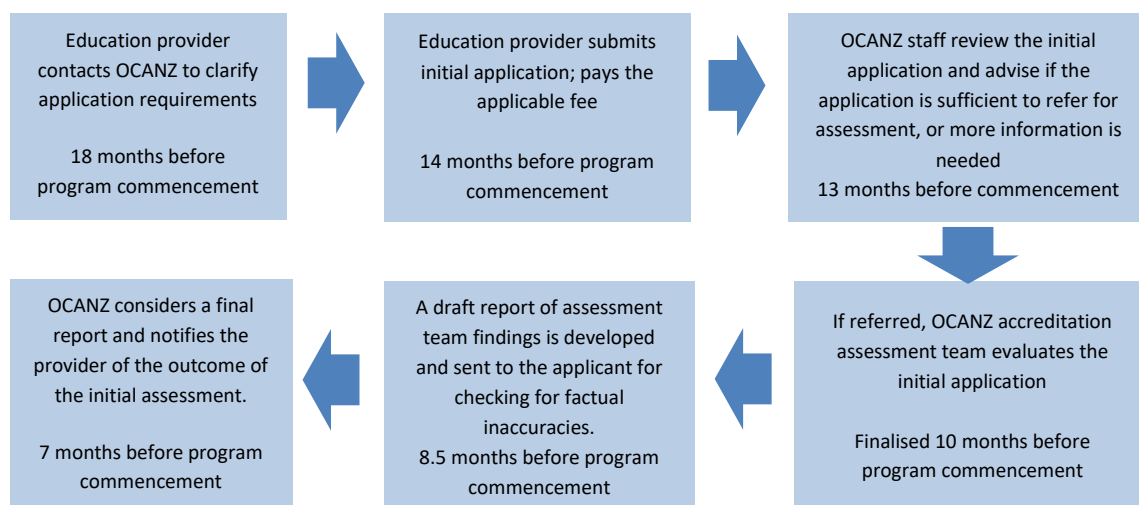 Education provider
contacts OCANZ to clarify
application requirements
18 months before
program commencement
Education provider submits
initial application; pays the
applicable fee
14 months before program
commencement
OCANZ staff review the initial
application and advise if the
application is sufficient to refer for
assessment, or more information is
needed
13 months before commencement
If referred, OCANZ accreditation
assessment team evaluates the
initial application
Finalised 10 months before
program commencement
A draft report of assessment
team findings is developed
and sent to the applicant for
checking for factual
inaccuracies.
8.5 months before program
commencement
OCANZ considers a final
report and notifies the
provider of the outcome of
the initial assessment.
7 months before program
commencement